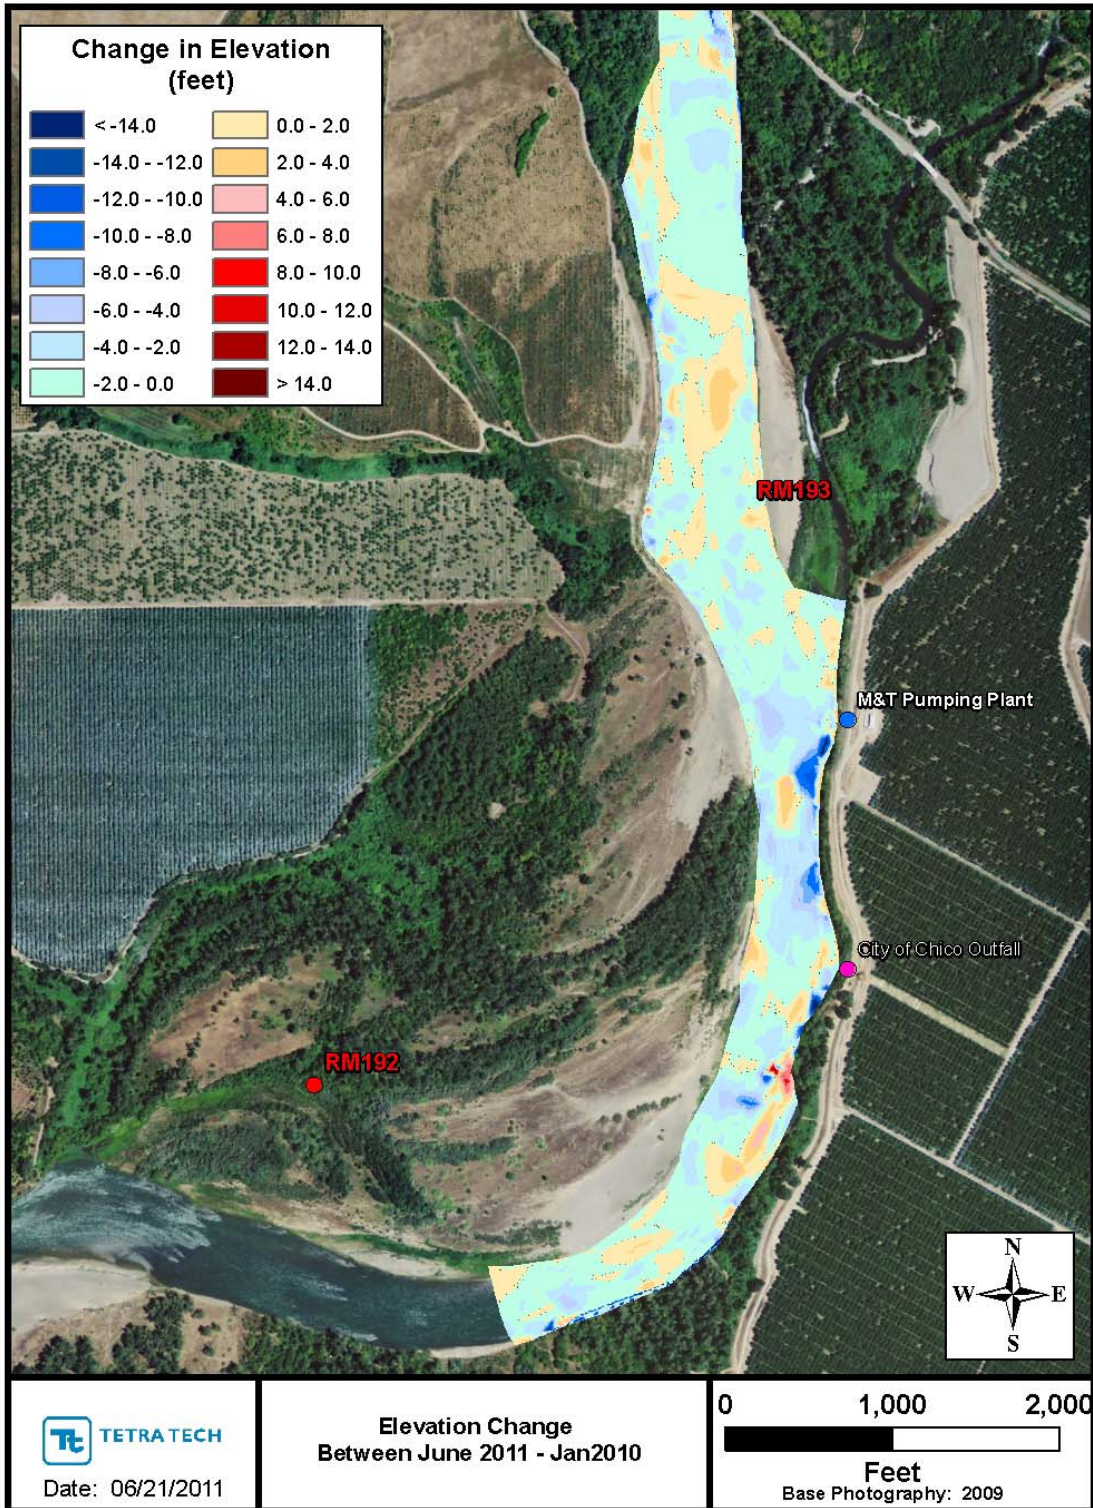 Change in Elevation
(feet)
< -14.0
-14.0 - -12.0
-12.0 - -10.0
-10.0 - -8.0
-8.0 - -6.0
-6.0 - -4.0
-4.0 - -2.0
-2.0 - 0.0
0.0 - 2.0
2.0 - 4.0
4.0 - 6.0
6.0 - 8.0
8.0 - 10.0
10.0 - 12.0
12.0 - 14.0
> 14.0
RM193
M&T Pumping Plant
City of Chico Outfall
RM192
N
W E
S
Tt TETRA TECH
Date: 06/21/2011
Elevation Change
Between June 2011 - Jan2010
0 1,000 2,000
Feet
Base Photography: 2009